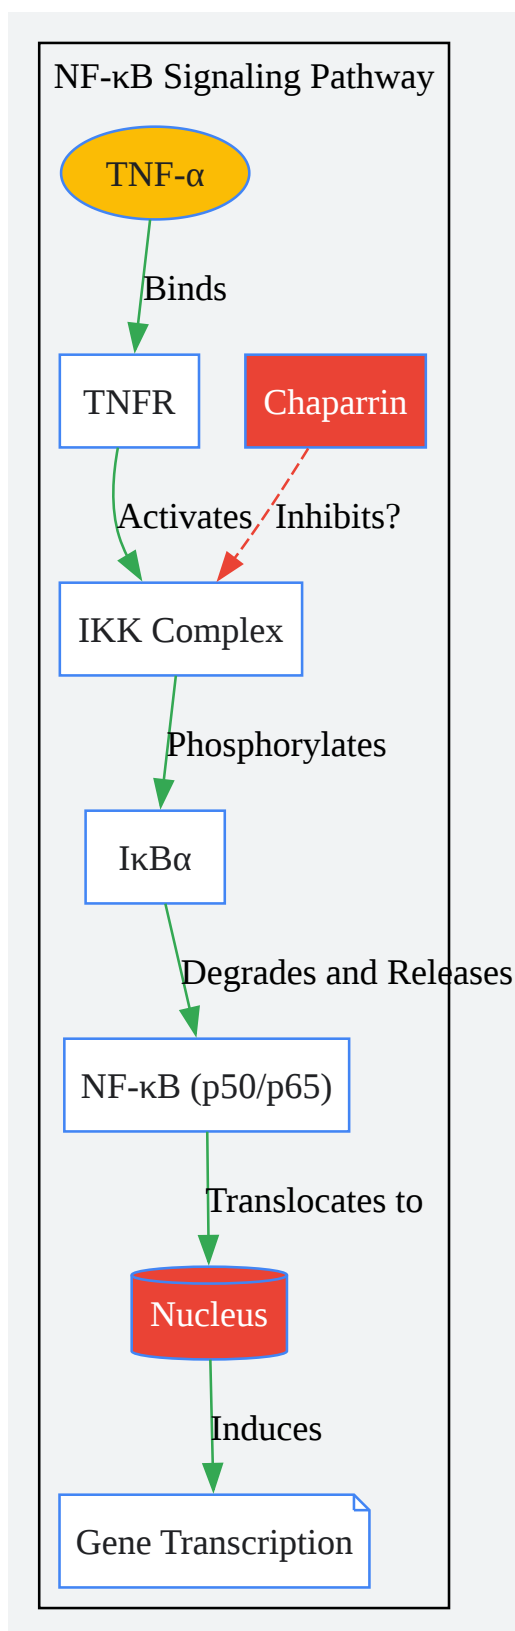 NF-κB Signaling Pathway
TNF-α
Binds
TNFR
Chaparrin
Activates
Inhibits?
IKK Complex
Phosphorylates
IκBα
Degrades and Releases
NF-κB (p50/p65)
Translocates to
Nucleus
Induces
Gene Transcription